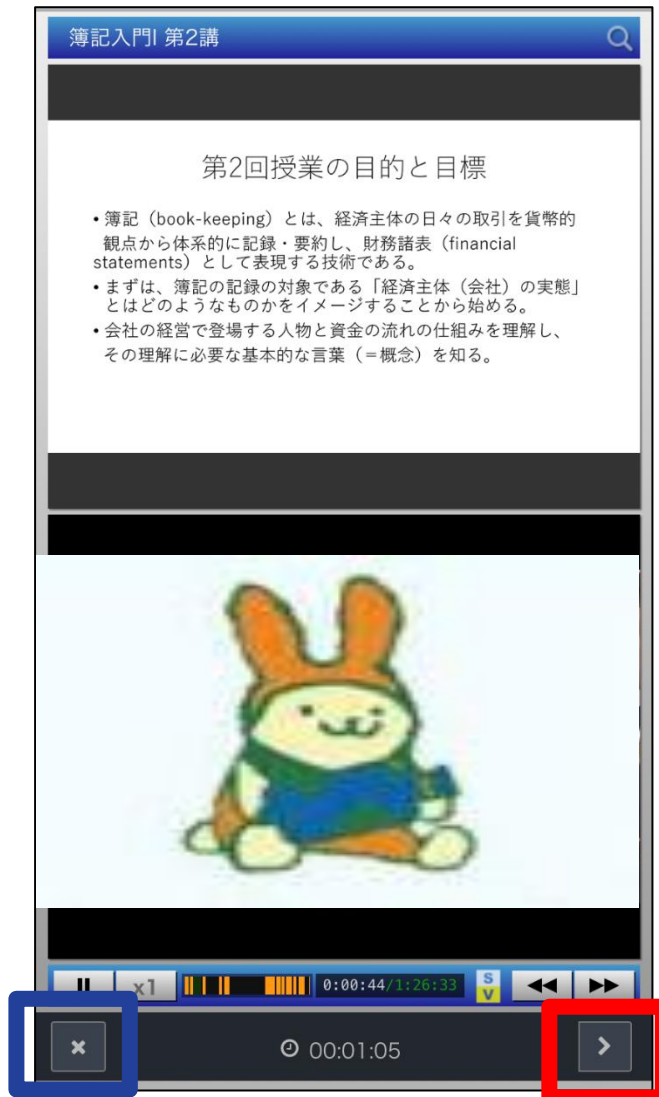 簿記入門Ⅰ 第2講
第2回授業の目的と目標
• 簿記（book-keeping）とは、経済主体の日々の取引を貨幣的
観点から体系的に記録・要約し、財務諸表（financial
statements）として表現する技術である。
• まずは、簿記の記録の対象である「経済主体（会社）の実態」
とはどのようなものかをイメージすることから始める。
• 会社の経営で登場する人物と資金の流れの仕組みを理解し、
その理解に必要な基本的な言葉（＝概念）を知る。
x1 0:00:44/1:26:33 S V
00:01:05